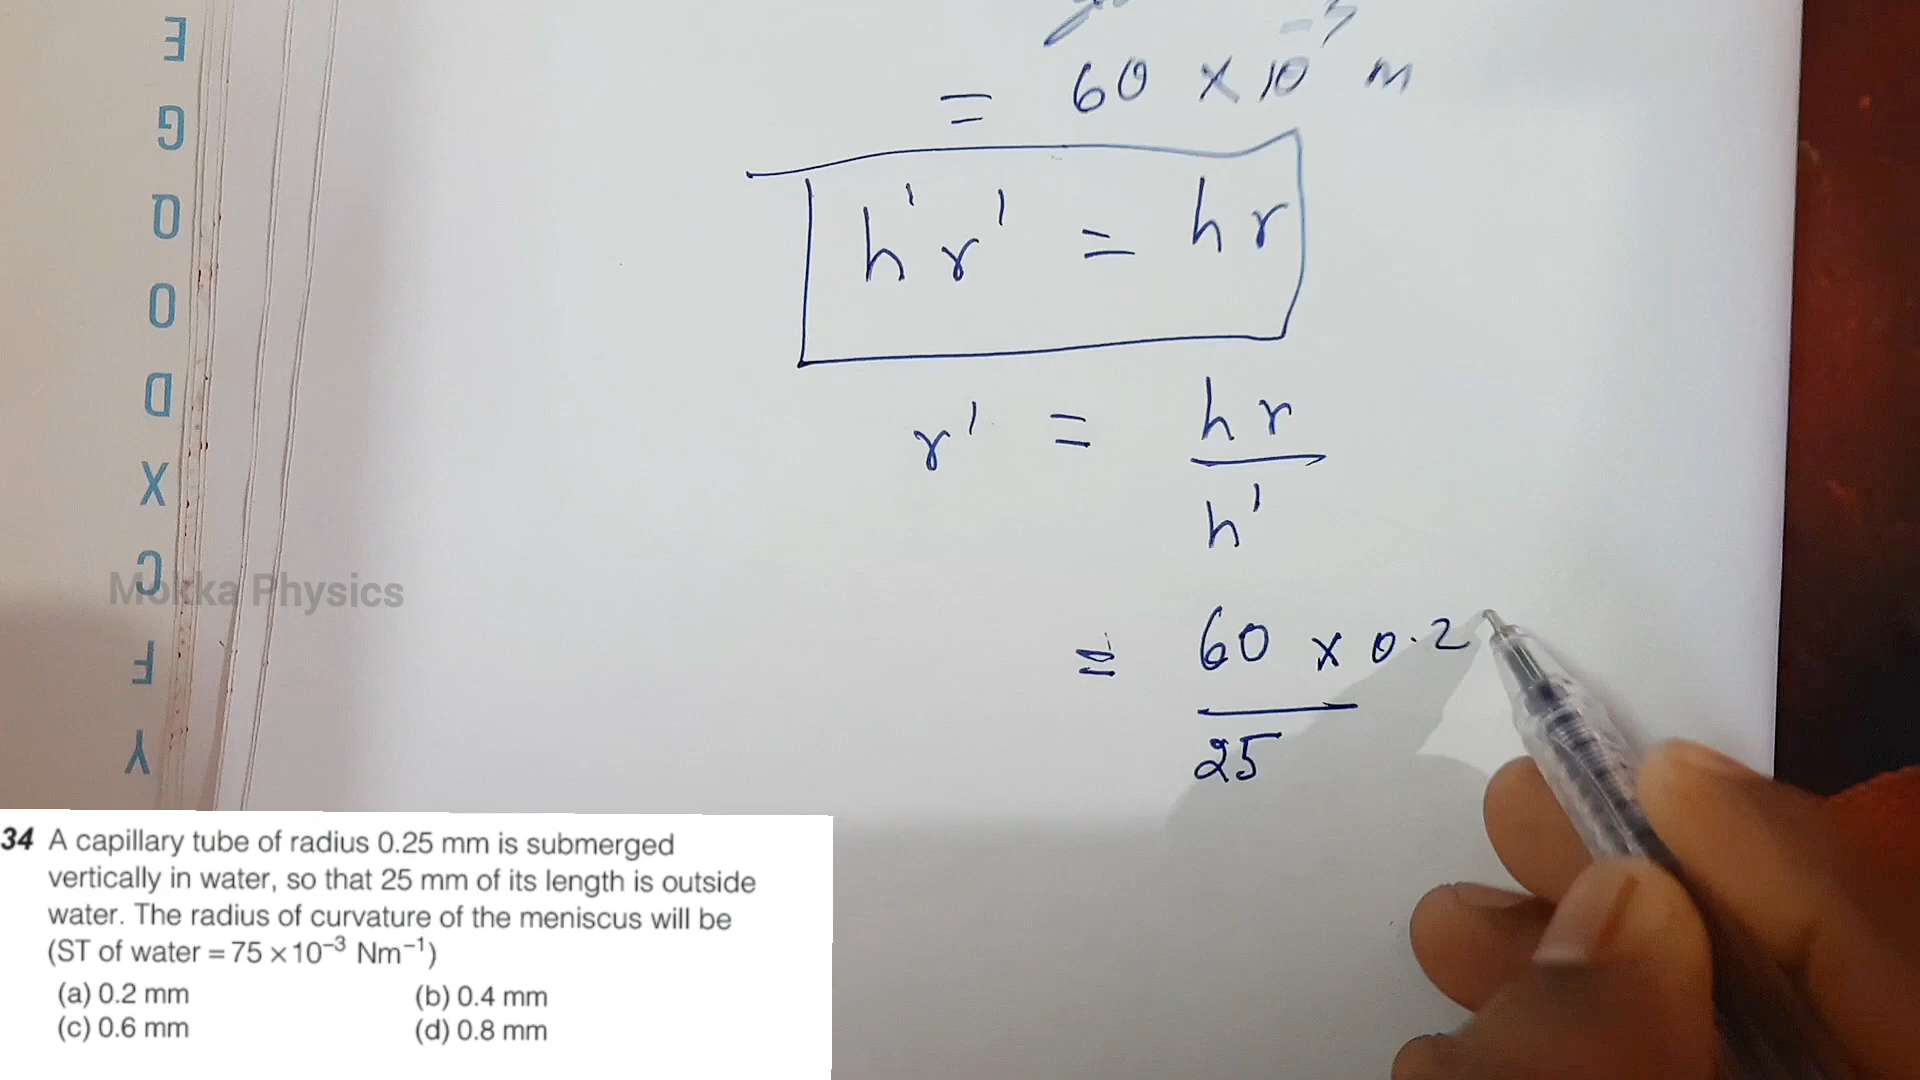 = 60 × 10⁻³ m
h' r' = h r
r' = h r / h'
= 60 × 0.2 / 25
E
G
Q
O
D
X
C
F
Y
Mokka Physics
34 A capillary tube of radius 0.25 mm is submerged
vertically in water, so that 25 mm of its length is outside
water. The radius of curvature of the meniscus will be
(ST of water = 75 × 10⁻³ Nm⁻¹)
(a) 0.2 mm (b) 0.4 mm
(c) 0.6 mm (d) 0.8 mm